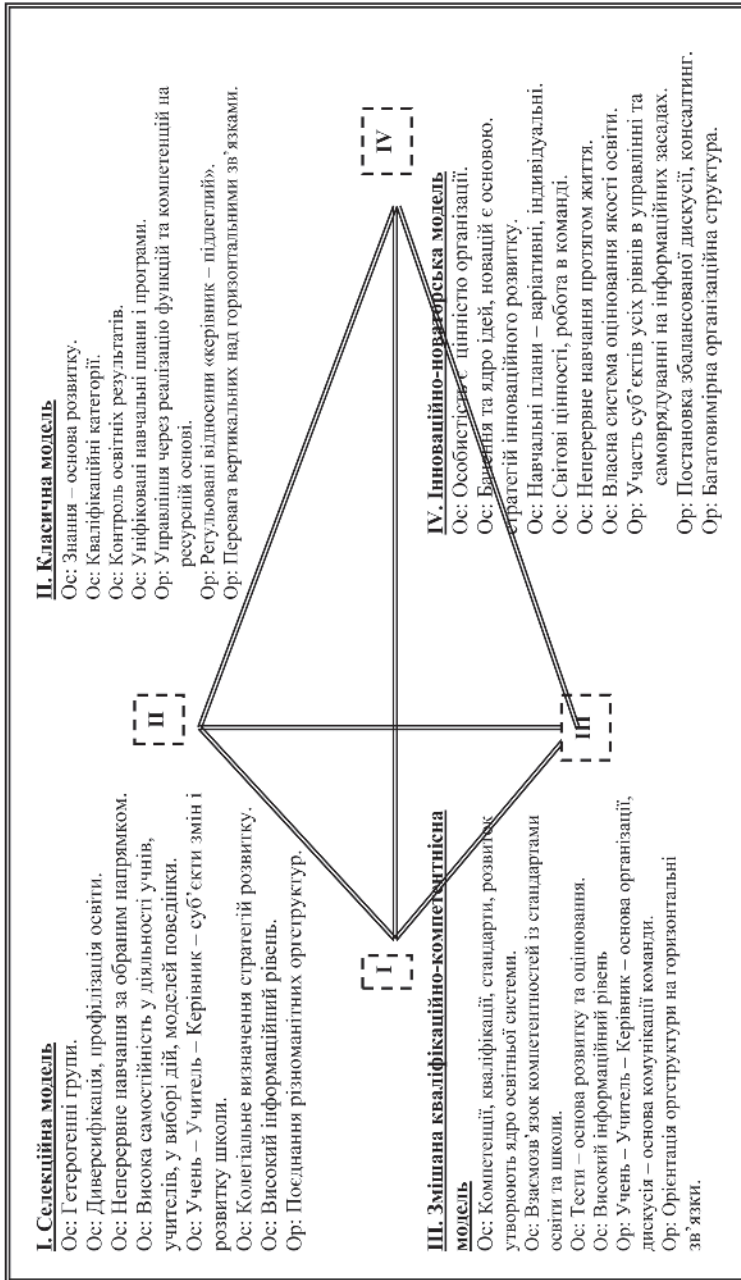 І. Селекційна модель
Ос: Гетерогенні групи.
Ос: Диверсифікація, профілізація освіти.
Ос: Неперервне навчання за обраним напрямком.
Ос: Висока самостійність у діяльності учнів,
учителів, у виборі дій, моделей поведінки.
Ос: Учень – Учитель – Керівник – суб’єкти змін і
розвитку школи.
Ос: Колегіальне визначення стратегій розвитку.
Ос: Високий інформаційний рівень.
Ор: Поєднання різноманітних оргструктур.
ІІ. Класична модель
Ос: Знання – основа розвитку.
Ос: Кваліфікаційні категорії.
Ос: Контроль освітніх результатів.
Ос: Уніфіковані навчальні плани і програми.
Ор: Управління через реалізацію функцій та компетенцій на
ресурсній основі.
Ор: Регульовані відносини «керівник – підлеглий».
Ор: Перевага вертикальних над горизонтальними зв’язками.
ІІ
І
ІV
ІІІ
ІІІ. Змішана кваліфікаційно-компетентнісна
модель
Ос: Компетенції, кваліфікації, стандарти, розвиток
утворюють ядро освітньої системи.
Ос: Взаємозв’язок компетентностей із стандартами
освіти та школи.
Ос: Тести – основа розвитку та оцінювання.
Ос: Високий інформаційний рівень
Ор: Учень – Учитель – Керівник – основа організації,
дискусія – основа комунікації команди.
Ор: Орієнтація оргструктури на горизонтальні
зв’язки.
ІV. Інноваційно-новаторська модель
Ос: Особистість є цінністю організації.
Ос: Бачення та ядро ідей, новацій є основою.
стратегій інноваційного розвитку.
Ос: Навчальні плани – варіативні, індивідуальні.
Ос: Світові цінності, робота в команді.
Ос: Неперервне навчання протягом життя.
Ос: Власна система оцінювання якості освіти.
Ор: Участь суб’єктів усіх рівнів в управлінні та
самоврядуванні на інформаційних засадах.
Ор: Постановка збалансованої дискусії, консалтинг.
Ор: Багатовимірна організаційна структура.